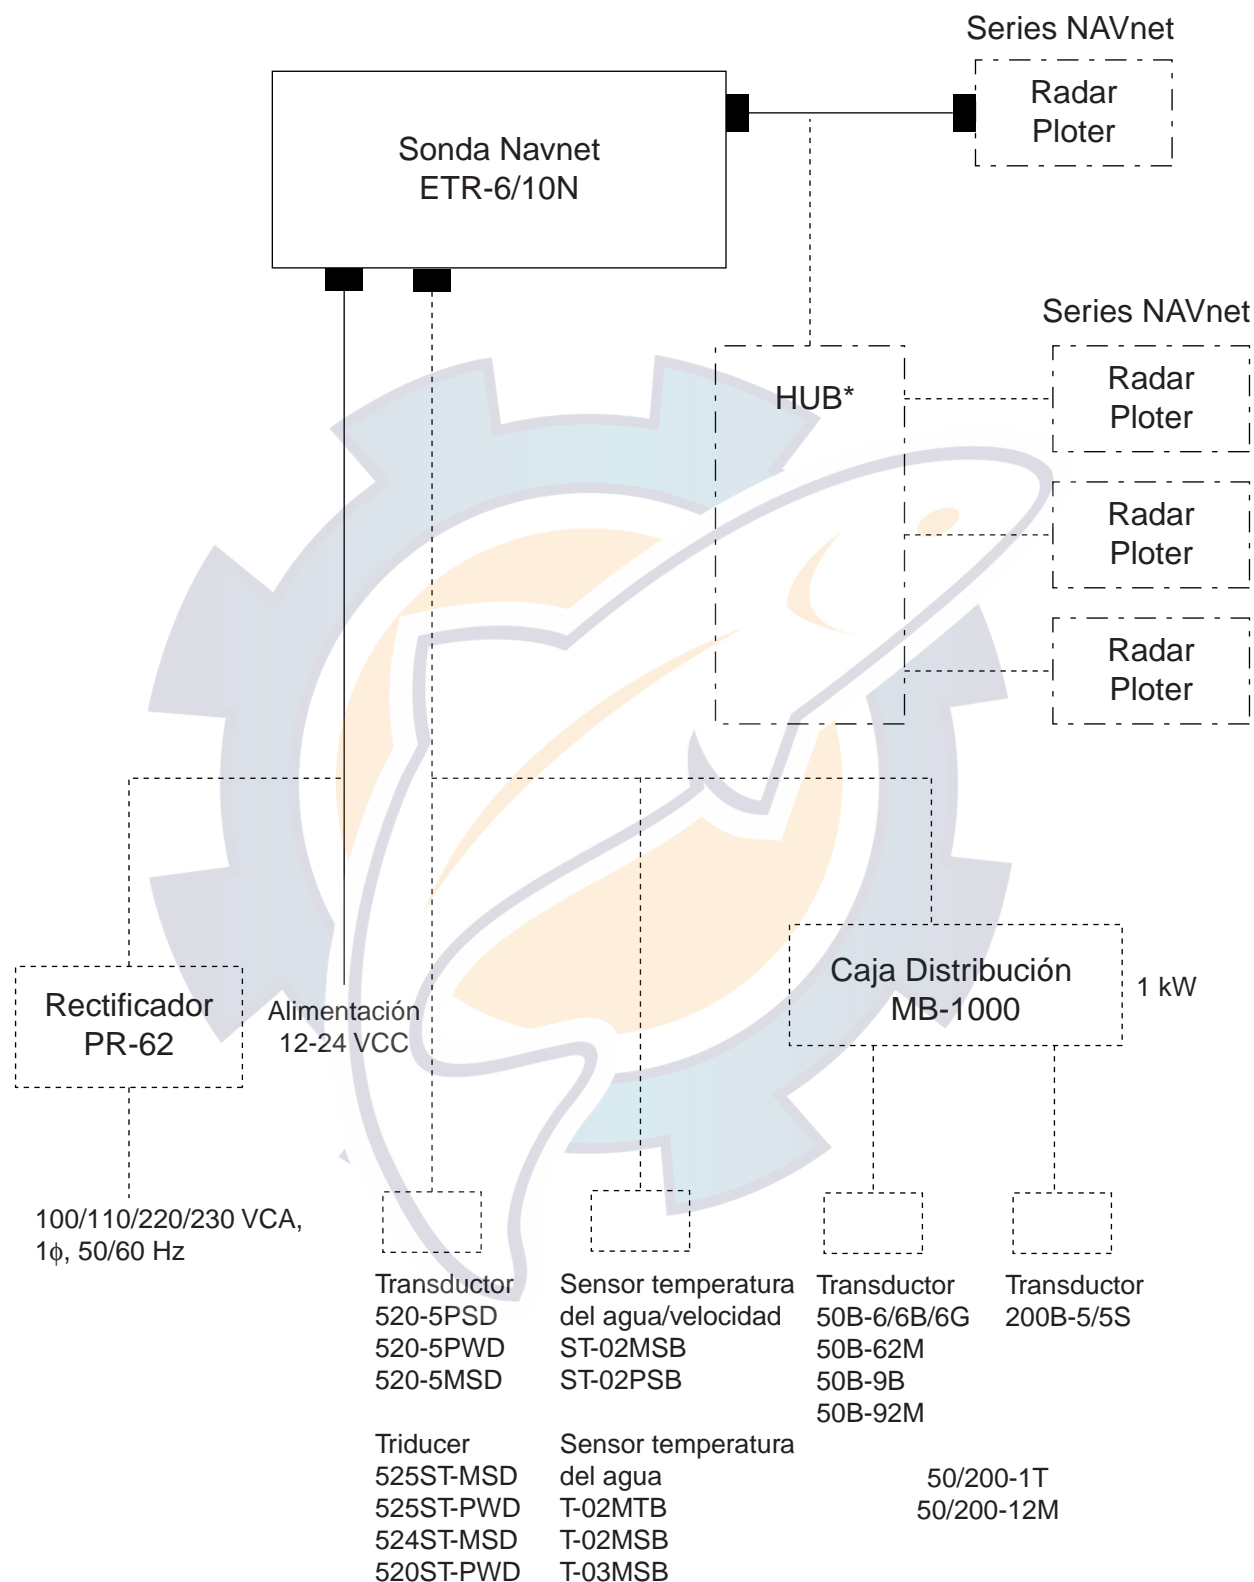 Series NAVnet
Radar
Ploter
Sonda Navnet
ETR-6/10N
Series NAVnet
HUB*
Radar
Ploter
Radar
Ploter
Radar
Ploter
Rectificador
PR-62
Alimentación
12-24 VCC
Caja Distribución
MB-1000
1 kW
100/110/220/230 VCA,
1ϕ, 50/60 Hz
Transductor
520-5PSD
520-5PWD
520-5MSD
Triducer
525ST-MSD
525ST-PWD
524ST-MSD
520ST-PWD
Sensor temperatura
del agua/velocidad
ST-02MSB
ST-02PSB
Sensor temperatura
del agua
T-02MTB
T-02MSB
T-03MSB
Transductor
50B-6/6B/6G
50B-62M
50B-9B
50B-92M
Transductor
200B-5/5S
50/200-1T
50/200-12M